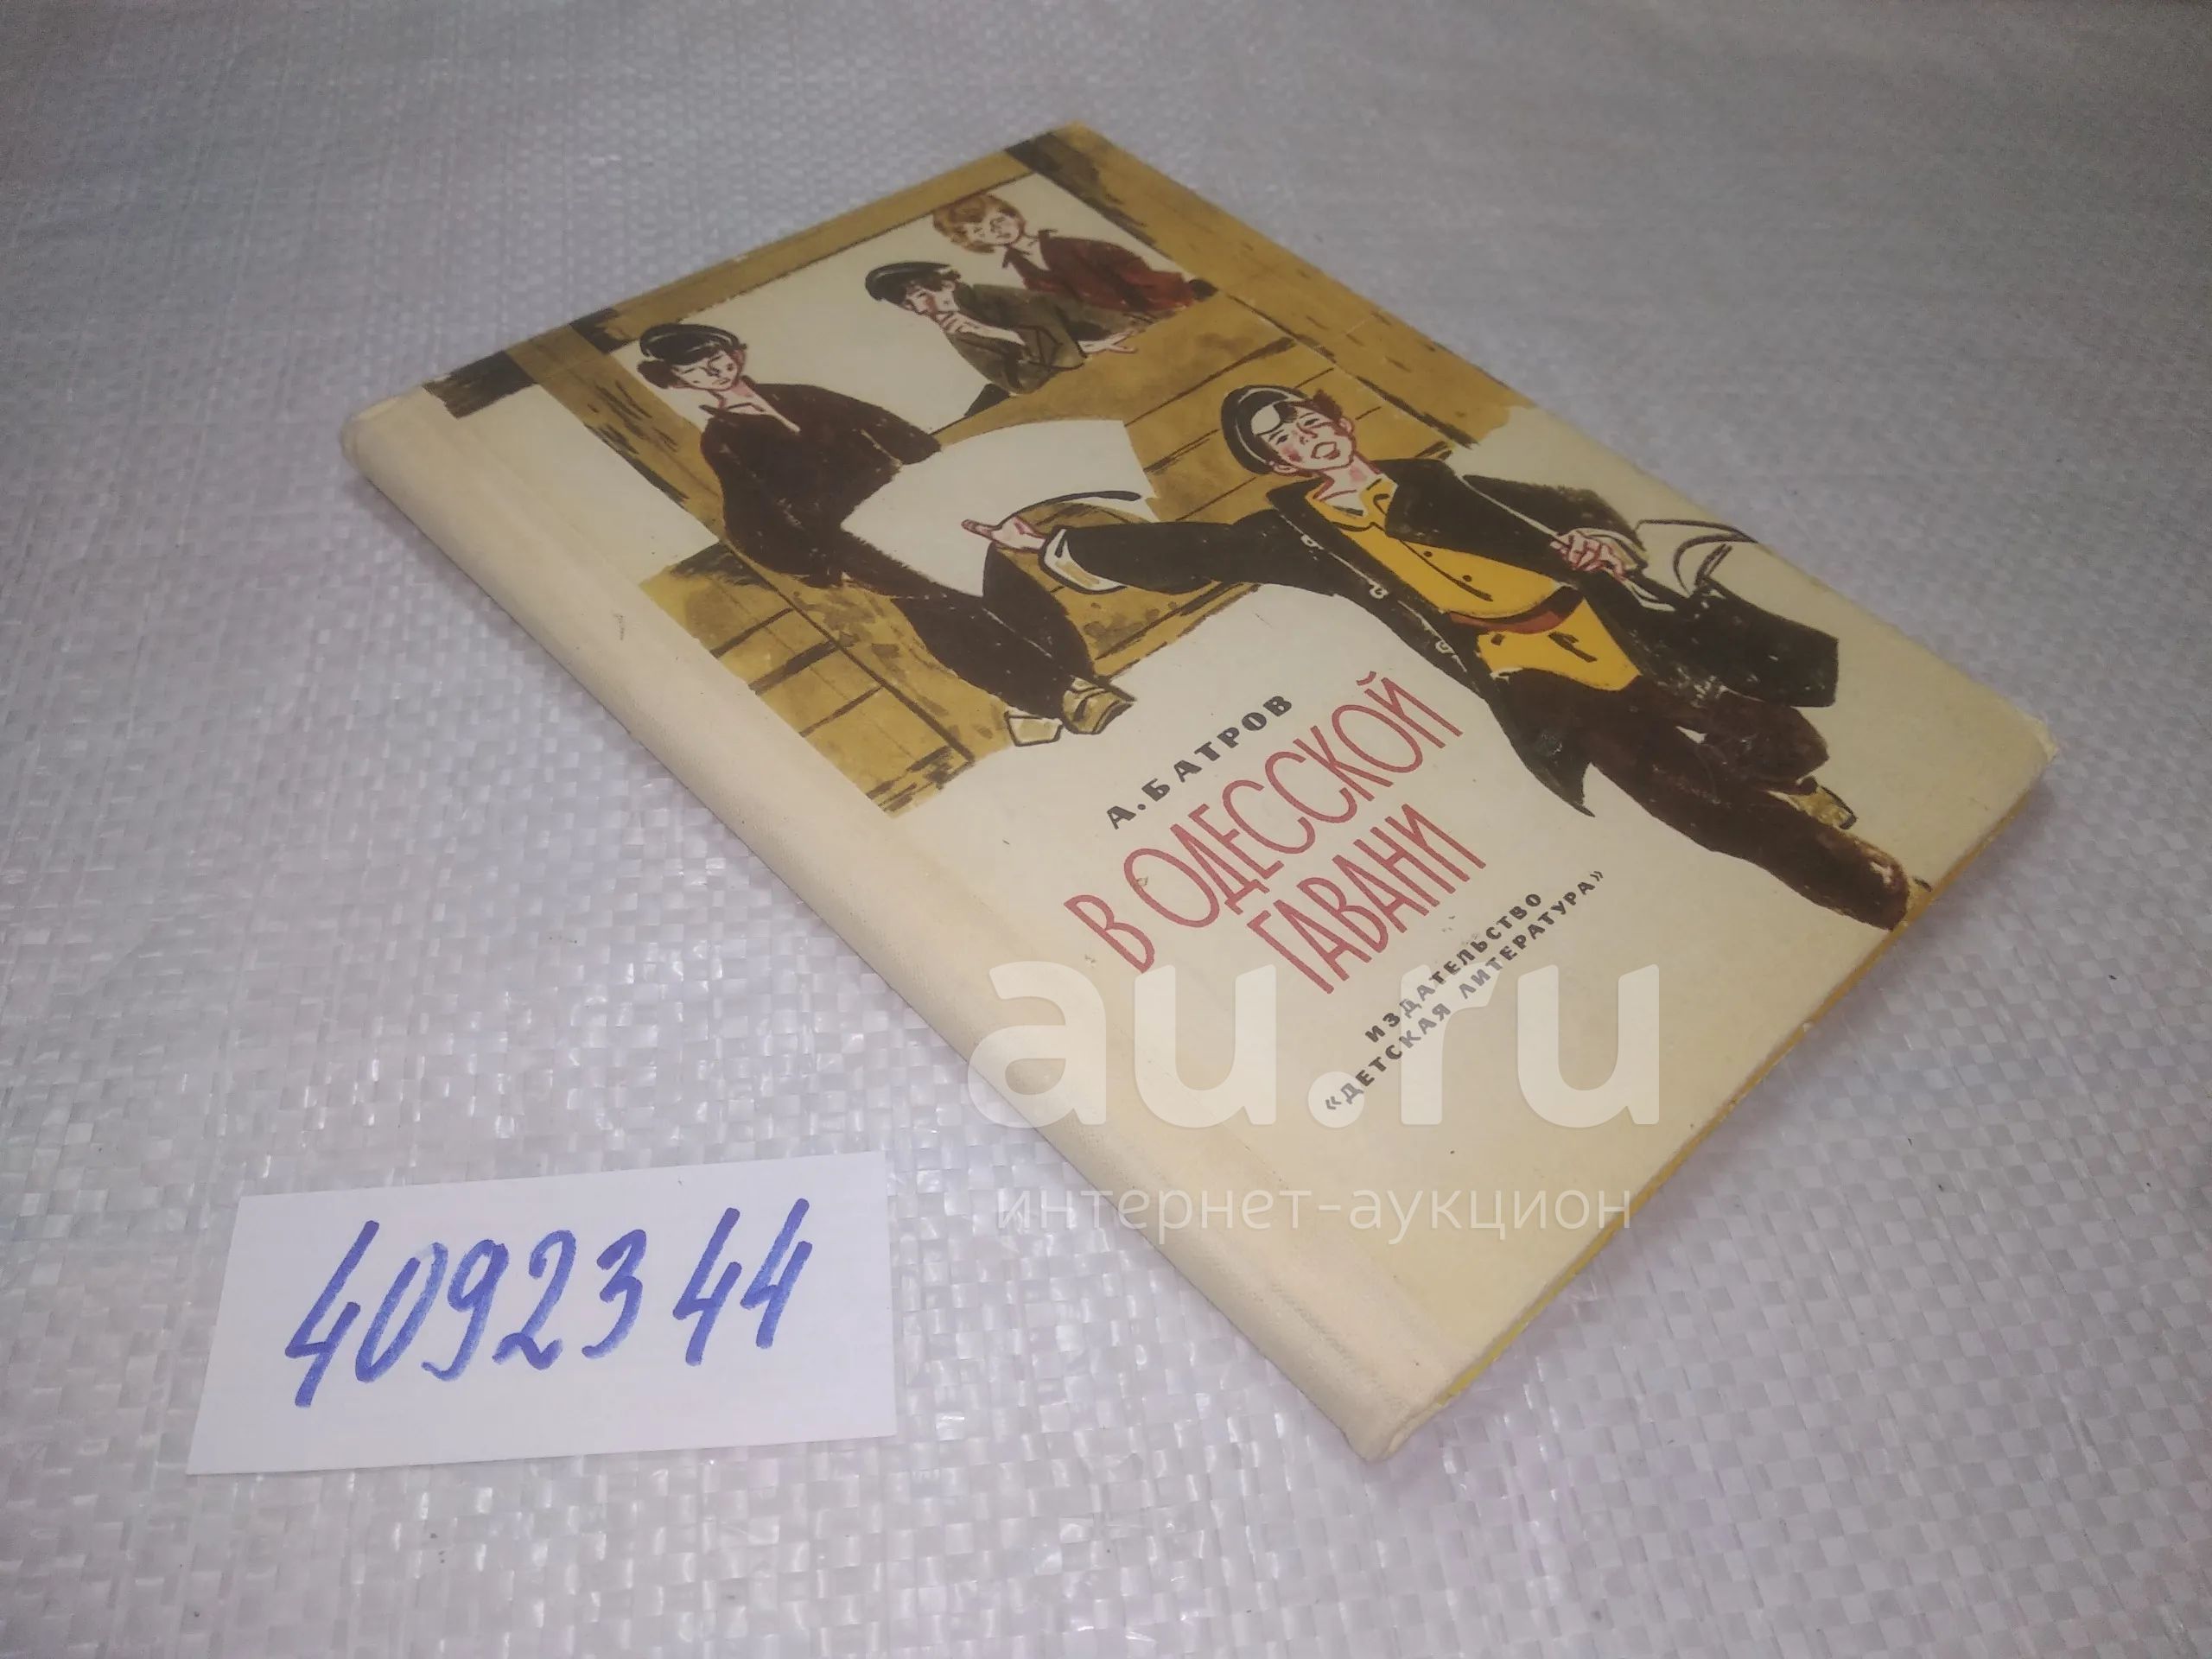 А. БАТРОВ
В ОДЕССКОЙ
ГАВАНИ
ИЗДАТЕЛЬСТВО
«ДЕТСКАЯ ЛИТЕРАТУРА»
au.ru
интернет-аукцион
4092344